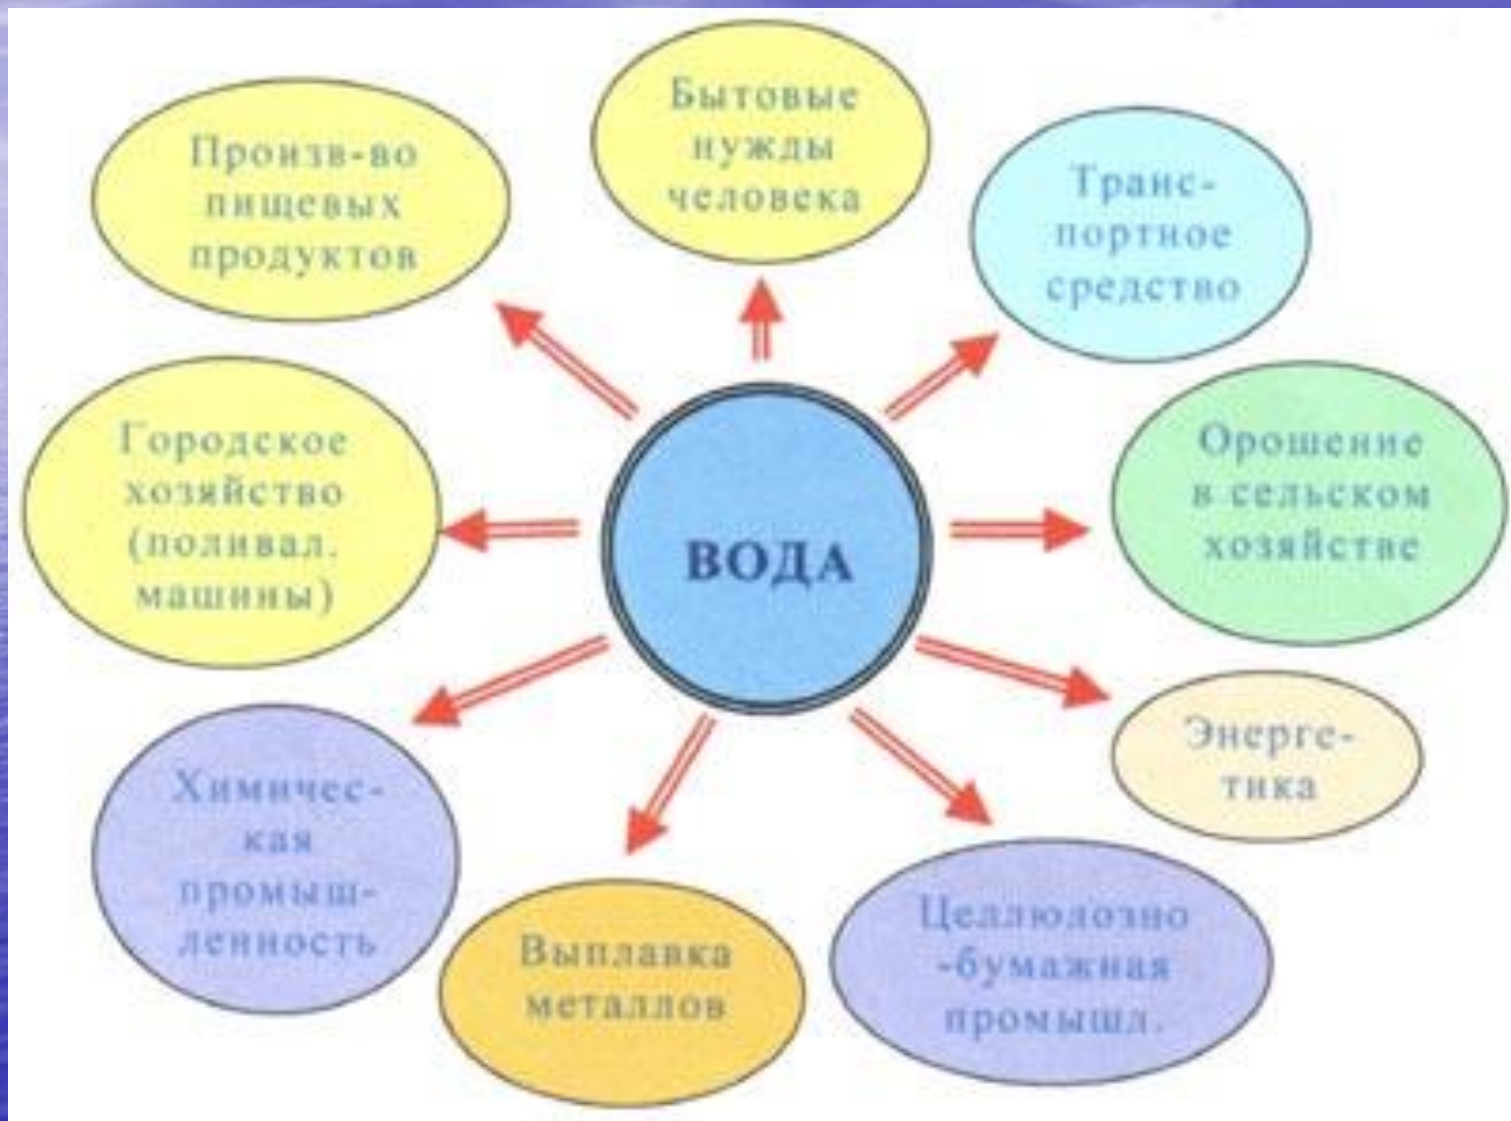 Бытовые
нужды
человека
Произв-во
пищевых
продуктов
Транс-
портное
средство
Городское
хозяйство
(поливал.
машины)
ВОДА
Орошение
в сельском
хозяйстве
Энерге-
тика
Химичес-
кая
промыш-
ленность
Выплавка
металлов
Целлюлозно
-бумажная
промышл.